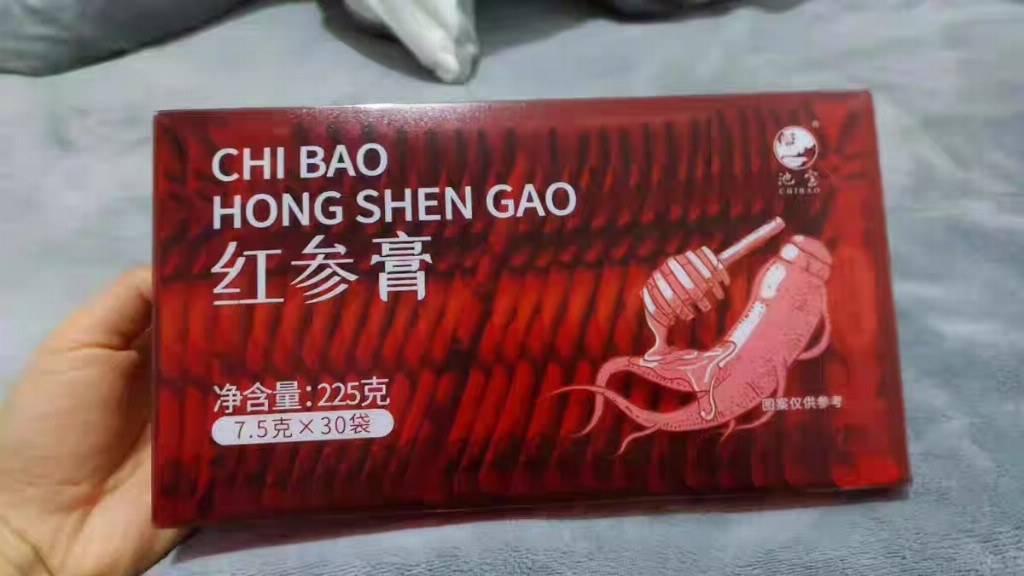 CHI BAO
HONG SHEN GAO
红参膏
净含量:225克
7.5克×30袋
池宝
CHIBAO
图案仅供参考